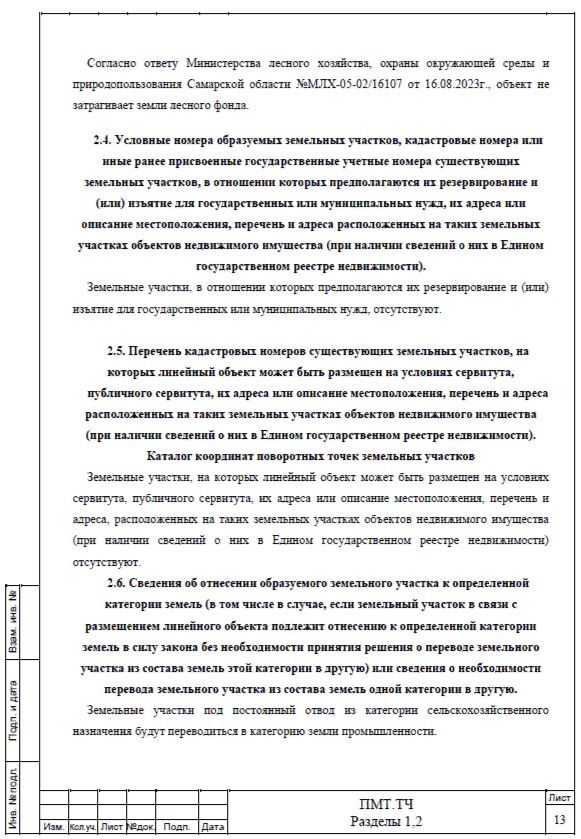 Согласно ответу Министерства лесного хозяйства, охраны окружающей среды и
природопользования Самарской области №МЛХ-05-02/16107 от 16.08.2023г., объект не
затрагивает земли лесного фонда.
2.4. Условные номера образуемых земельных участков, кадастровые номера или
иные ранее присвоенные государственные учетные номера существующих
земельных участков, в отношении которых предполагаются их резервирование и
(или) изъятие для государственных или муниципальных нужд, их адреса или
описание местоположения, перечень и адреса расположенных на таких земельных
участках объектов недвижимого имущества (при наличии сведений о них в Едином
государственном реестре недвижимости).
Земельные участки, в отношении которых предполагаются их резервирование и (или)
изъятие для государственных или муниципальных нужд, отсутствуют.
2.5. Перечень кадастровых номеров существующих земельных участков, на
которых линейный объект может быть размещен на условиях сервитута,
публичного сервитута, их адреса или описание местоположения, перечень и адреса
расположенных на таких земельных участках объектов недвижимого имущества
(при наличии сведений о них в Едином государственном реестре недвижимости).
Каталог координат поворотных точек земельных участков
Земельные участки, на которых линейный объект может быть размещен на условиях
сервитута, публичного сервитута, их адреса или описание местоположения, перечень и
адреса, расположенных на таких земельных участках объектов недвижимого имущества
(при наличии сведений о них в Едином государственном реестре недвижимости)
отсутствуют.
2.6. Сведения об отнесении образуемого земельного участка к определенной
категории земель (в том числе в случае, если земельный участок в связи с
размещением линейного объекта подлежит отнесению к определенной категории
земель в силу закона без необходимости принятия решения о переводе земельного
участка из состава земель этой категории в другую) или сведения о необходимости
перевода земельного участка из состава земель одной категории в другую.
Земельные участки под постоянный отвод из категории сельскохозяйственного
назначения будут переводиться в категорию земли промышленности.
Взам. инв. №
Подп. и дата
Инв. № подл.
Изм. Кол.уч. Лист №док. Подп. Дата
ПМТ.ТЧ
Разделы 1,2
Лист
13